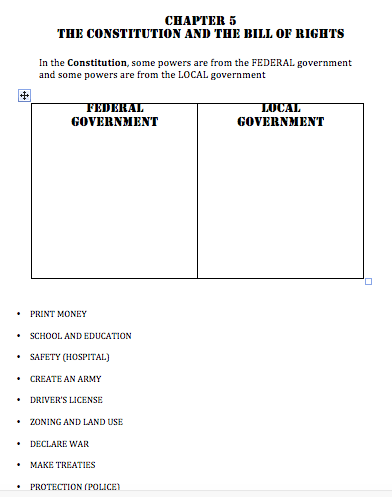 CHAPTER 5
THE CONSTITUTION AND THE BILL OF RIGHTS
In the Constitution, some powers are from the FEDERAL government
and some powers are from the LOCAL government
FEDERAL
GOVERNMENT
LOCAL
GOVERNMENT
• PRINT MONEY
• SCHOOL AND EDUCATION
• SAFETY (HOSPITAL)
• CREATE AN ARMY
• DRIVER'S LICENSE
• ZONING AND LAND USE
• DECLARE WAR
• MAKE TREATIES
• PROTECTION (POLICE)